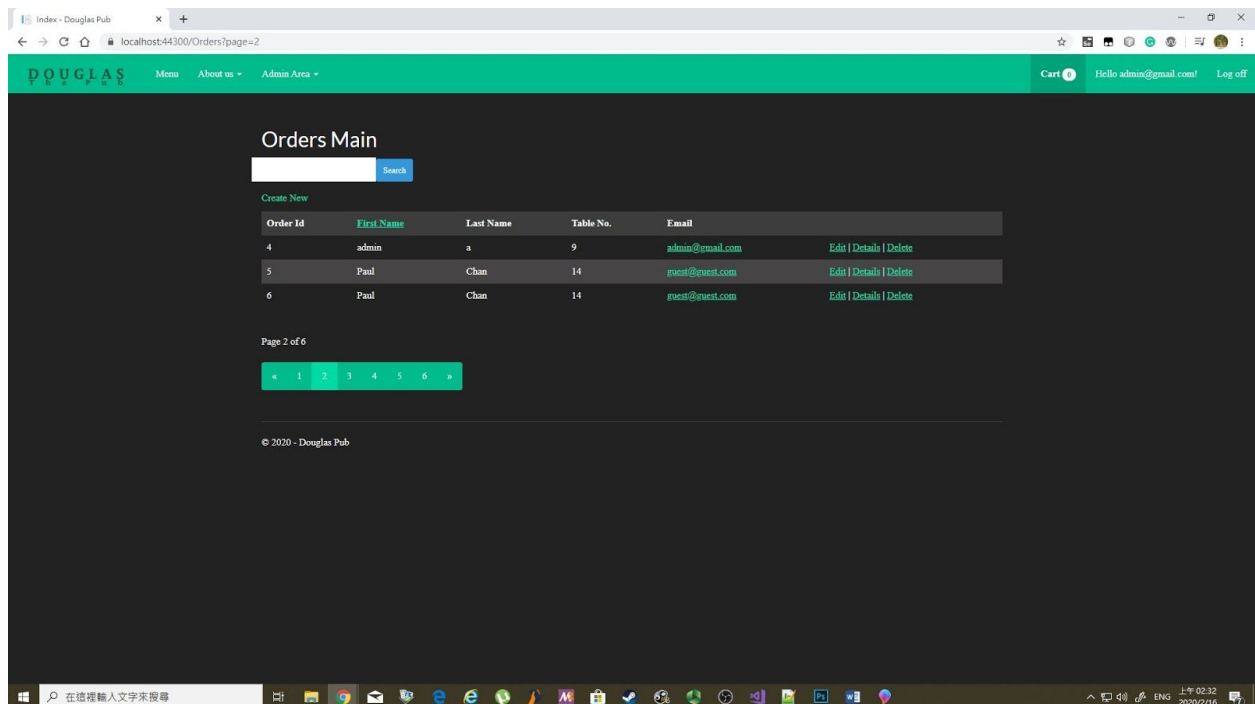 Index - Douglas Pub
localhost:44300/Orders?page=2
DOUGLAS Menu About us Admin Area Cart 0 Hello admin@gmail.com! Log off
The Pub
Orders Main
Search
Create New
Order Id First Name Last Name Table No. Email
4 admin a 9 admin@gmail.com Edit | Details | Delete
5 Paul Chan 14 guest@guest.com Edit | Details | Delete
6 Paul Chan 14 guest@guest.com Edit | Details | Delete
Page 2 of 6
« 1 2 3 4 5 6 »
© 2020 - Douglas Pub
在這裡輸入文字來搜尋
ENG 上午 02:32
2020/2/16